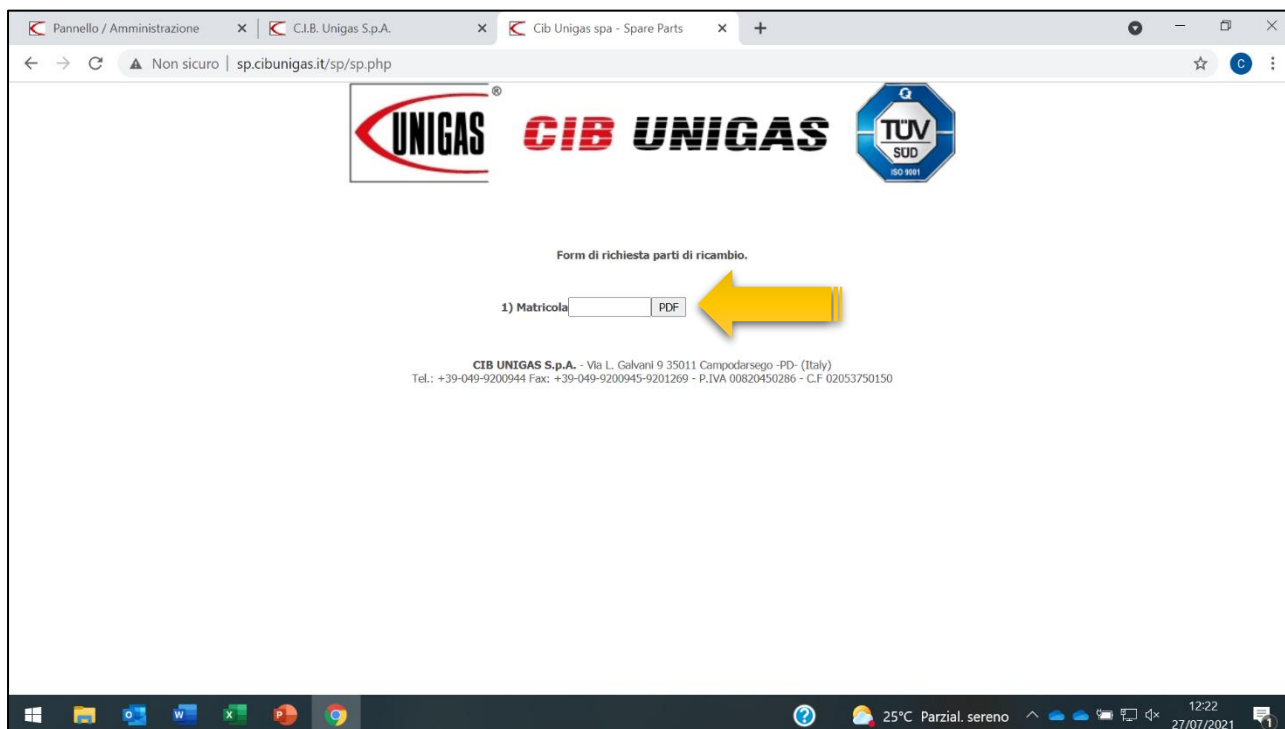 Pannello / Amministrazione
C.I.B. Unigas S.p.A.
Cib Unigas spa - Spare Parts
Non sicuro | sp.cibunigas.it/sp/sp.php
C
UNIGAS ®
CIB UNIGAS
Q
TÜV
SÜD
ISO 9001
Form di richiesta parti di ricambio.
1) Matricola
PDF
CIB UNIGAS S.p.A. - Via L. Galvani 9 35011 Campodarsego -PD- (Italy)
Tel.: +39-049-9200944 Fax: +39-049-9200945-9201269 - P.IVA 00820450286 - C.F 02053750150
25°C Parzial. sereno
12:22
27/07/2021
1